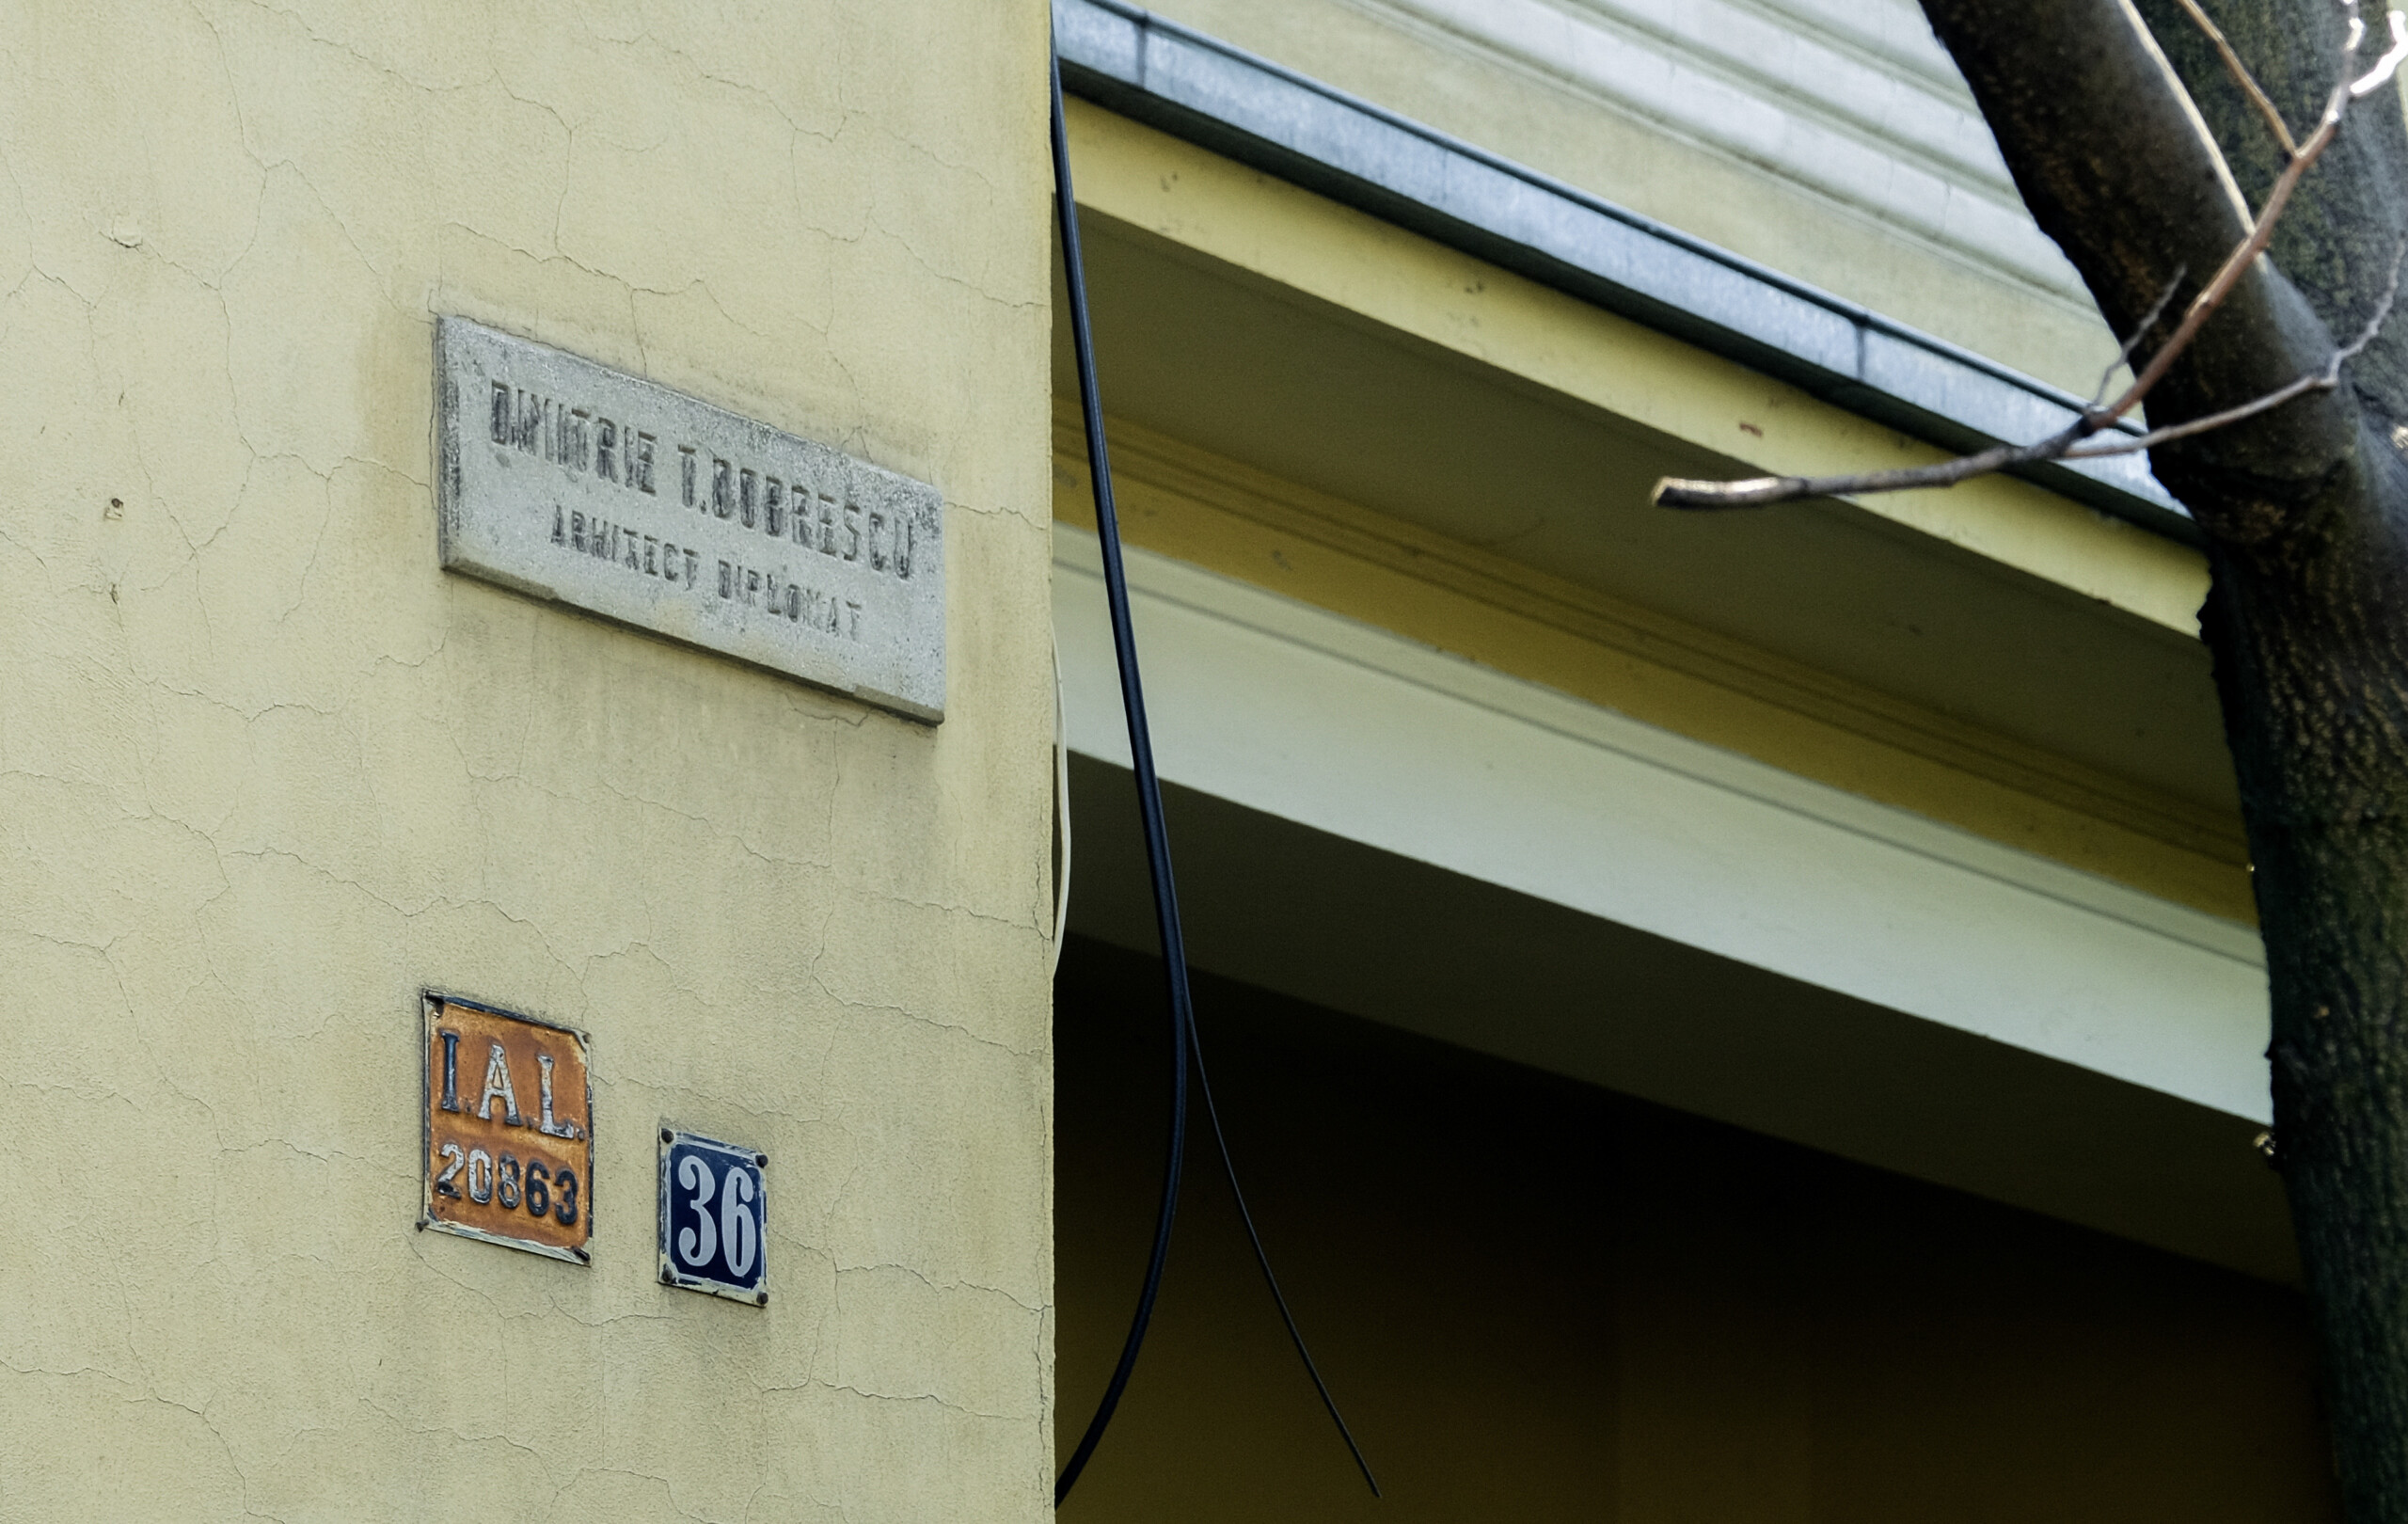 DIMITRIE T.DOBRESCU
ARHITECT DIPLOMAT
I.A.L.
20863
36